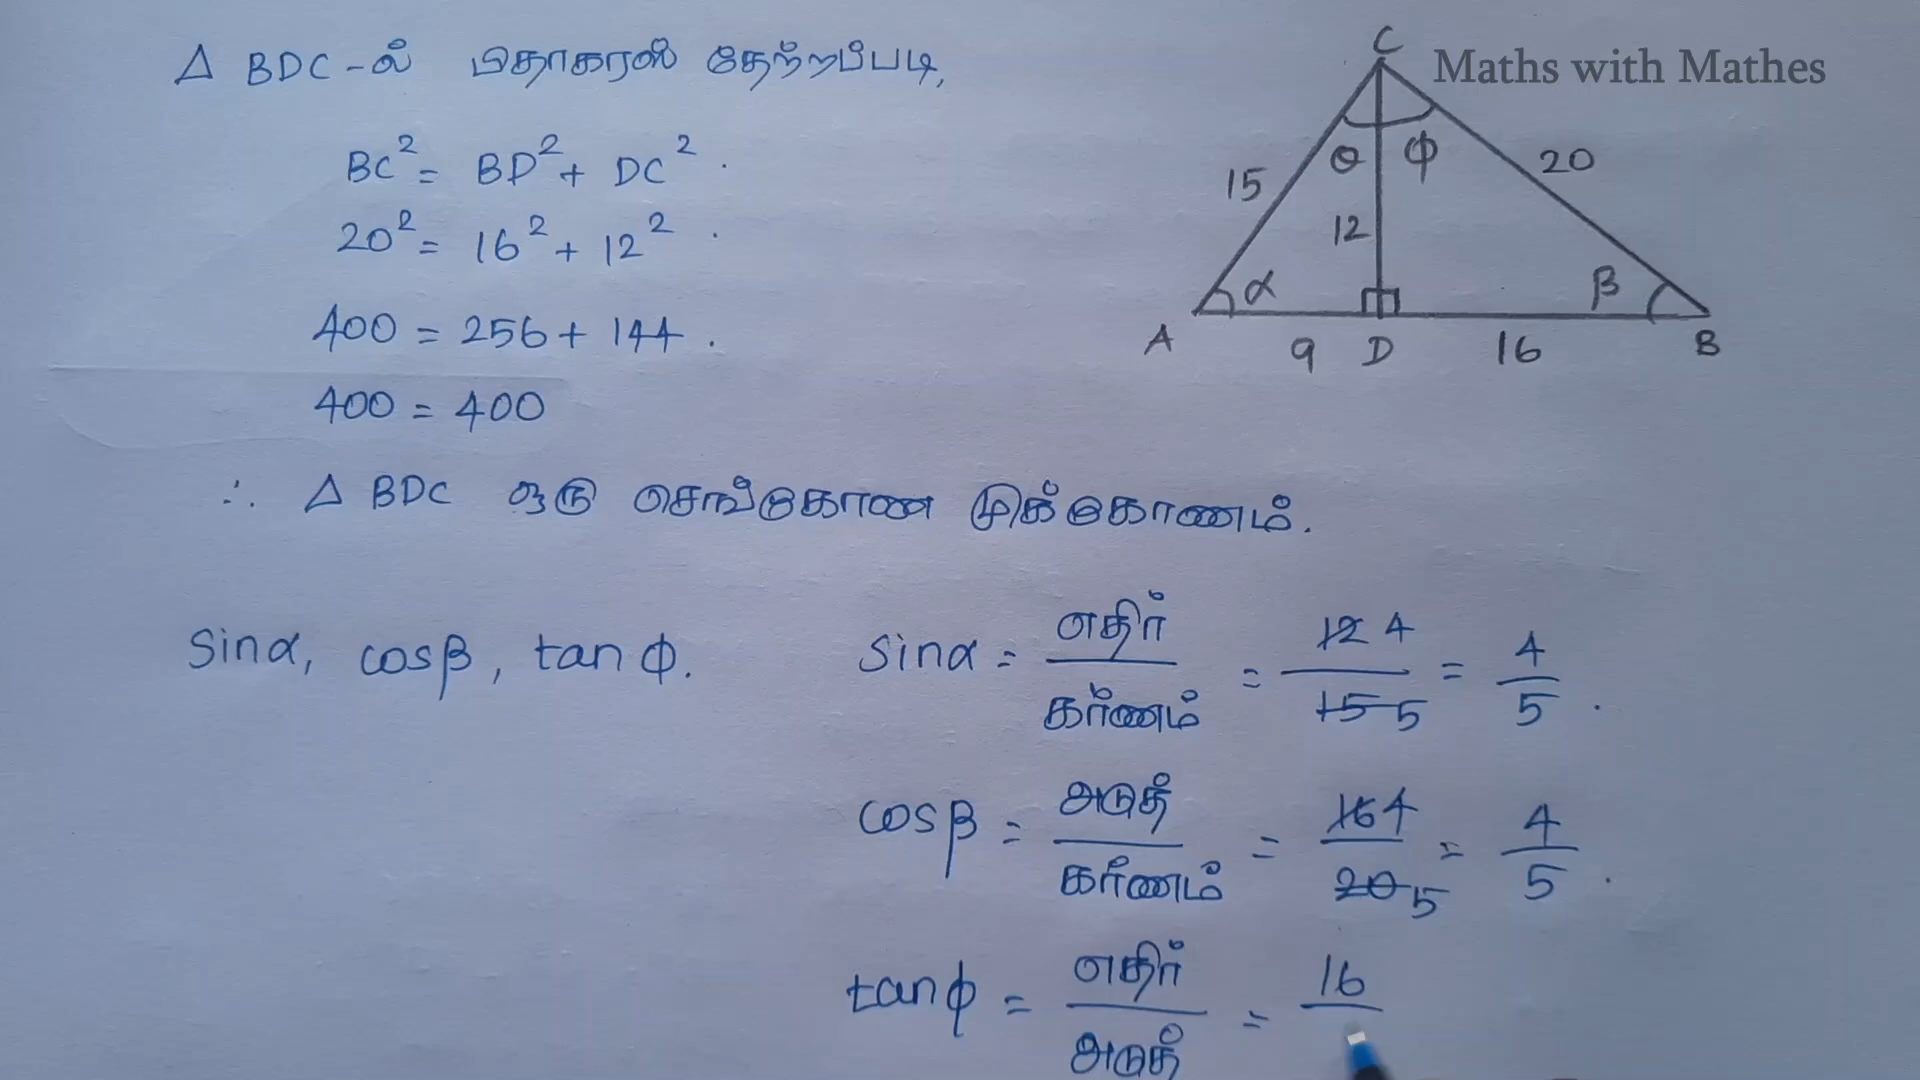 Δ BDC-ல் பிதாகரஸ் தேற்றப்படி,
BC² = BD² + DC².
20² = 16² + 12².
400 = 256 + 144.
400 = 400
∴ Δ BDC ஒரு செங்கோண முக்கோணம்.
Maths with Mathes
C
15
θ
φ
20
12
α
β
A
9
D
16
B
Sinα, cosβ, tan φ.
Sinα = எதிர் / கர்ணம் = 12 4 / 15 5 = 4 / 5 .
cosβ = அடுத் / கர்ணம் = 16 4 / 20 5 = 4 / 5 .
tanφ = எதிர் / அடுத் = 16